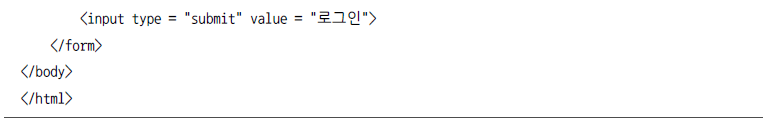 <input type = "submit" value = "로그인">
</form>
</body>
</html>